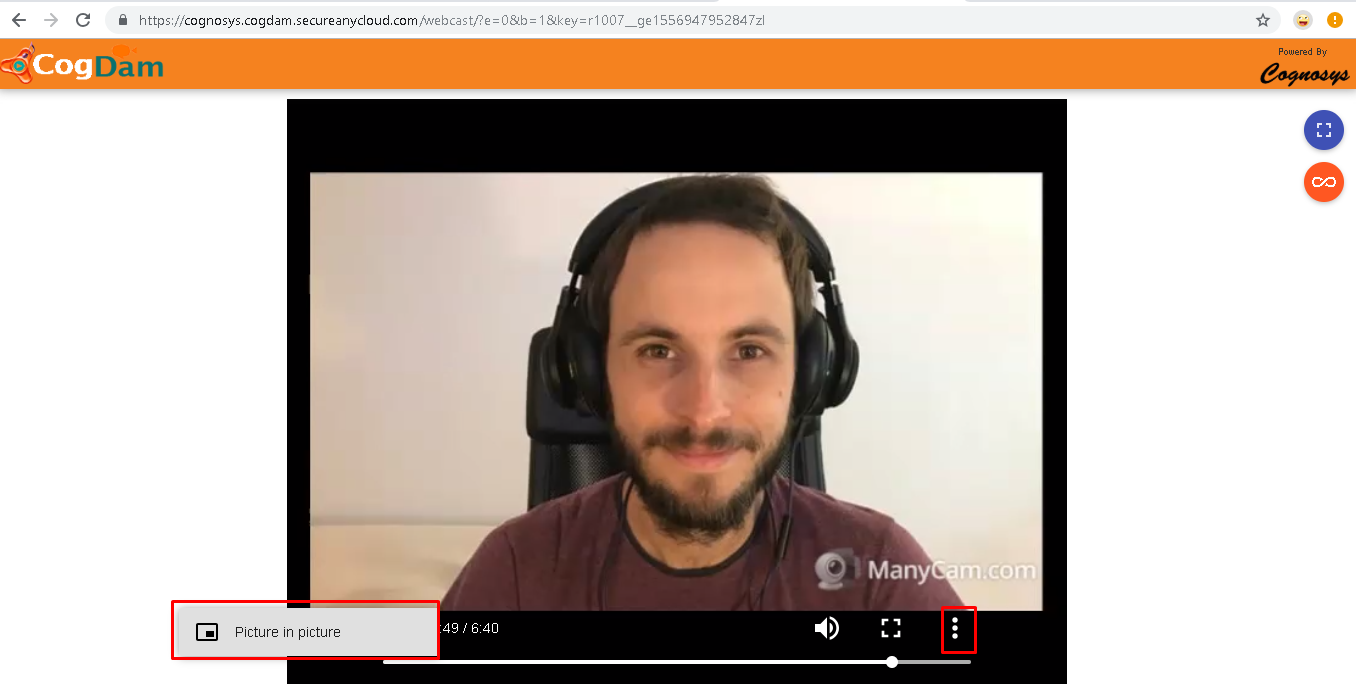 https://cognosys.cogdam.secureanycloud.com/webcast/?e=0&b=1&key=r1007__ge1556947952847zl
CogDam
Powered By
Cognosys
ManyCam.com
Picture in picture
:49 / 6:40